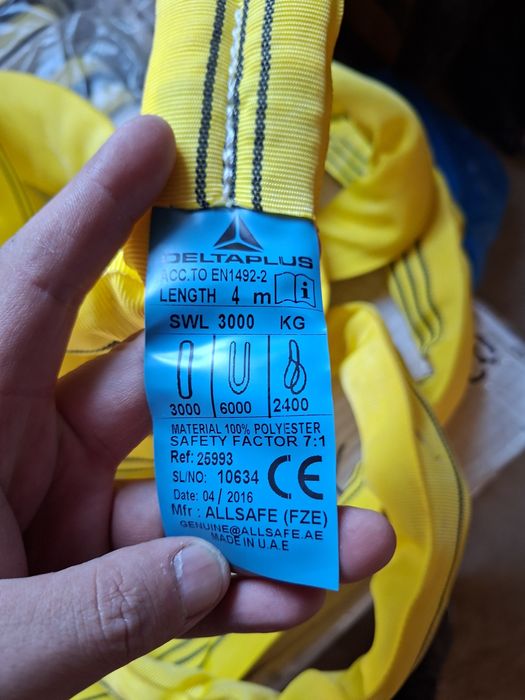 DELTAPLUS
ACC.TO EN1492-2
LENGTH 4 m i
SWL 3000 KG
3000 6000 2400
MATERIAL 100% POLYESTER
SAFETY FACTOR 7:1
Ref: 25993
SL/NO: 10634 CE
Date: 04 / 2016
Mfr : ALLSAFE (FZE)
GENUINE@ALLSAFE.AE
MADE IN U.A.E